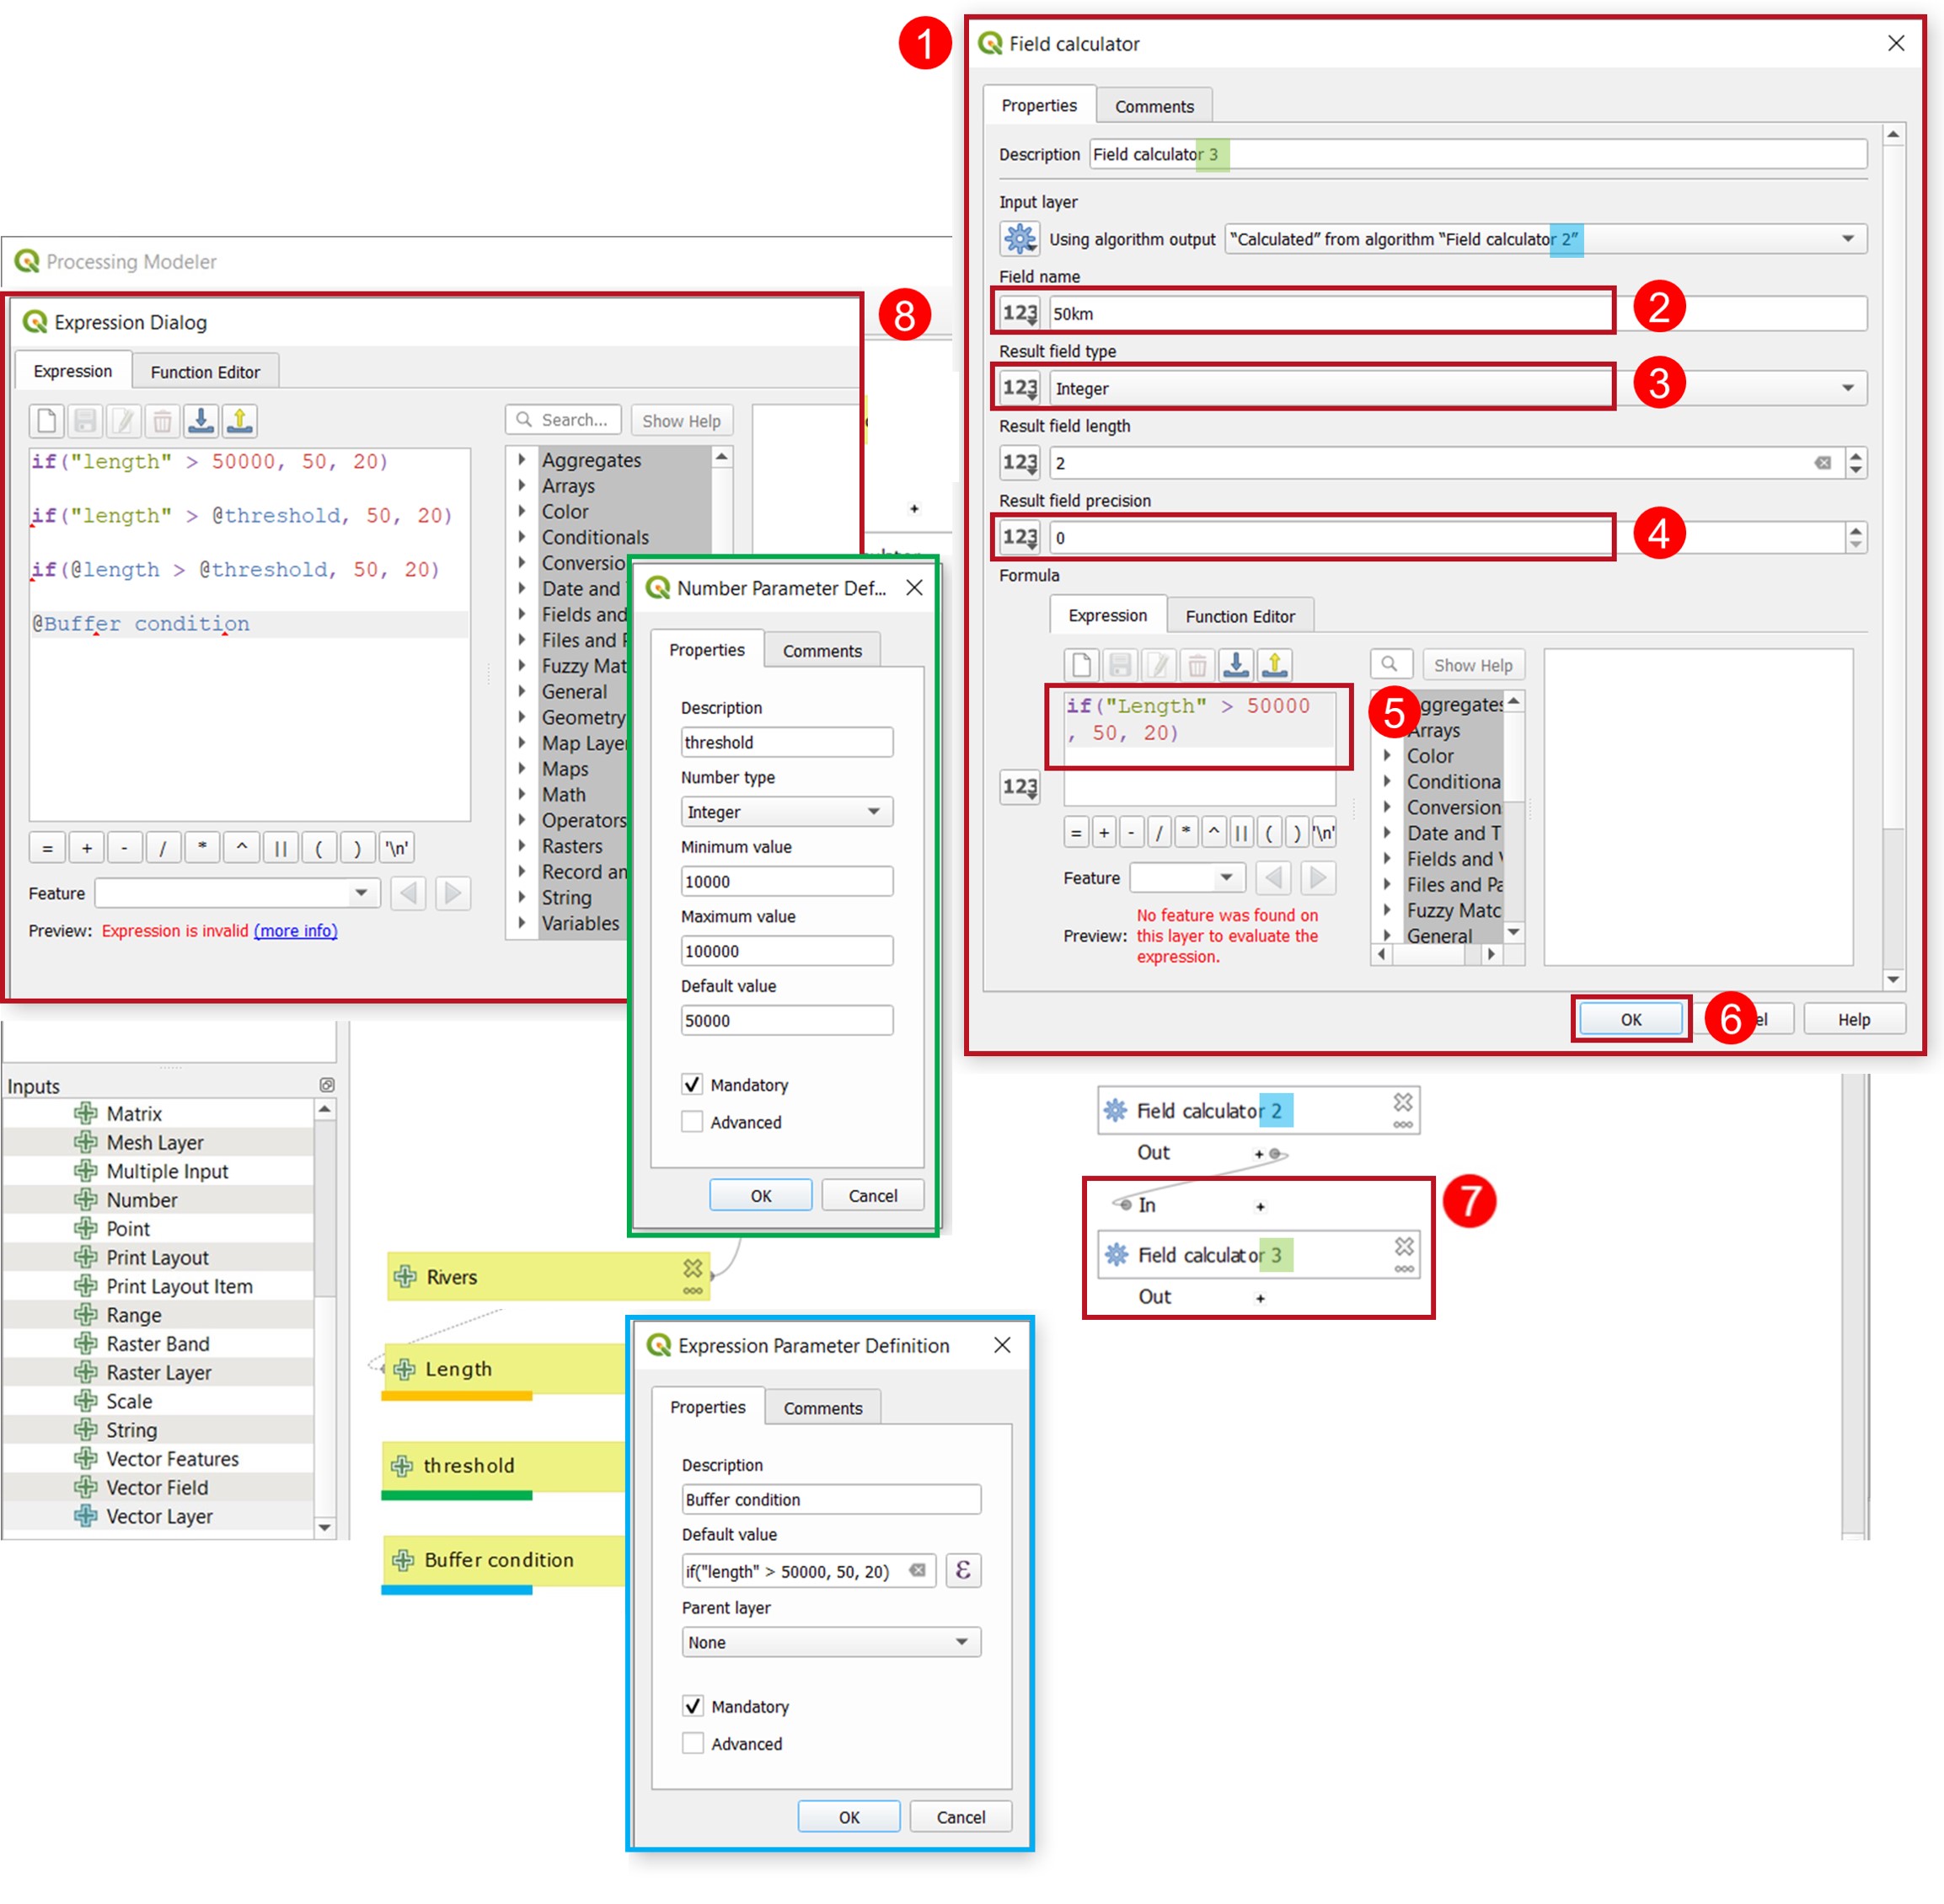 1
Field calculator
Properties
Comments
Description
Field calculator 3
Input layer
Using algorithm output
“Calculated” from algorithm “Field calculator 2”
Field name
123
50km
2
Result field type
123
Integer
3
Result field length
123
2
Result field precision
123
0
4
Formula
Expression
Function Editor
Show Help
if("Length" > 50000
, 50, 20)
5
ggregates
Arrays
Color
Conditiona
Conversion
Date and T
Fields and
Files and Pa
Fuzzy Matc
General
123
= + - / * ^ || ( ) '\n'
Feature
Preview:
No feature was found on
this layer to evaluate the
expression.
OK
6
el
Help
Processing Modeler
8
Expression Dialog
Expression
Function Editor
Search...
Show Help
if("length" > 50000, 50, 20)
if("length" > @threshold, 50, 20)
if(@length > @threshold, 50, 20)
@Buffer condition
Aggregates
Arrays
Color
Conditionals
Conversio
Date and
Fields and
Files and
Fuzzy Mat
General
Geometry
Map Laye
Maps
Math
Operators
Rasters
Record an
String
Variables
= + - / * ^ || ( ) '\n'
Feature
Preview: Expression is invalid (more info)
Number Parameter Def...
Properties
Comments
Description
threshold
Number type
Integer
Minimum value
10000
Maximum value
100000
Default value
50000
Mandatory
Advanced
OK
Cancel
Inputs
Matrix
Mesh Layer
Multiple Input
Number
Point
Print Layout
Print Layout Item
Range
Raster Band
Raster Layer
Scale
String
Vector Features
Vector Field
Vector Layer
Rivers
Length
threshold
Buffer condition
Field calculator 2
Out +
In +
7
Field calculator 3
Out +
Expression Parameter Definition
Properties
Comments
Description
Buffer condition
Default value
if("length" > 50000, 50, 20)
ε
Parent layer
None
Mandatory
Advanced
OK
Cancel